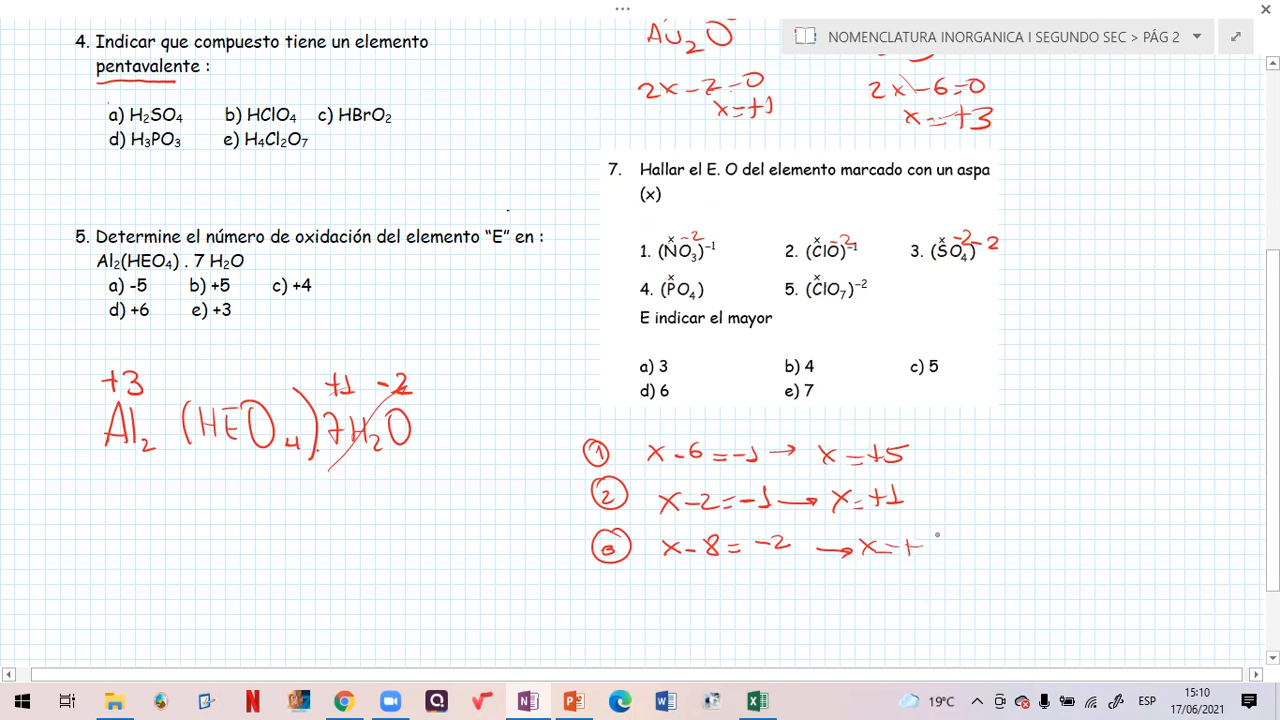 NOMENCLATURA INORGANICA I SEGUNDO SEC> PÁG 2
4. Indicar que compuesto tiene un elemento
pentavalente :
a) H₂SO₄ b) HClO₄ c) HBrO₂
d) H₃PO₃ e) H₄Cl₂O₇
5. Determine el número de oxidación del elemento “E” en :
Al₂(HEO₄) . 7 H₂O
a) -5 b) +5 c) +4
d) +6 e) +3
+3 +1 -2
Al₂ (HEO₄). 7H₂O
Au₂O
2x - 2 = 0
x = +1
2x - 6 = 0
x = +3
7. Hallar el E. O del elemento marcado con un aspa
(x)
x -2 x -2 x -2 -2
1. (NO₃)⁻¹ 2. (ClO)⁻¹ 3. (SO₄)
x x
4. (PO₄) 5. (ClO₇)⁻²
E indicar el mayor
a) 3 b) 4 c) 5
d) 6 e) 7
① x - 6 = -1 → x = +5
② x - 2 = -1 → x = +1
③ x - 8 = -2 → x = +
19°C
ESP
15:10
17/06/2021